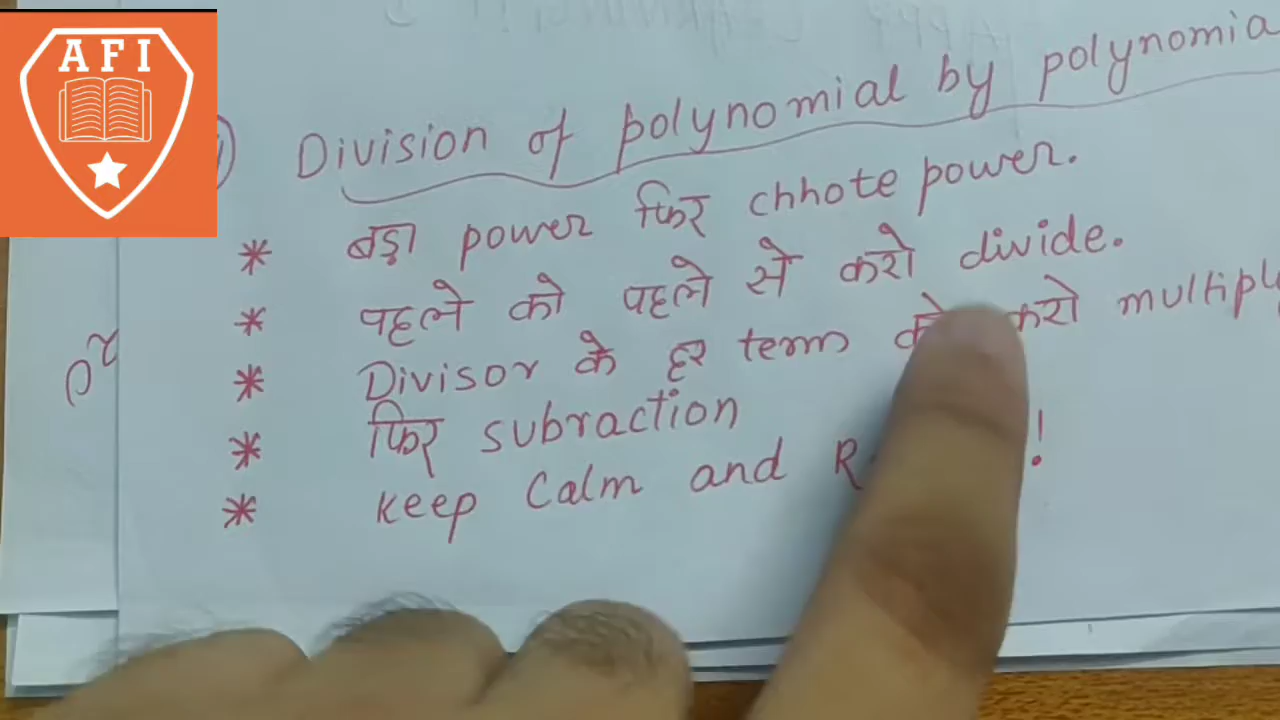 AFI
Division of polynomial by polynomia
* बड़ा power फिर chhote power.
* पहले को पहले से करो divide.
* Divisor के हर term को करो multiply
* फिर subraction
* keep Calm and !